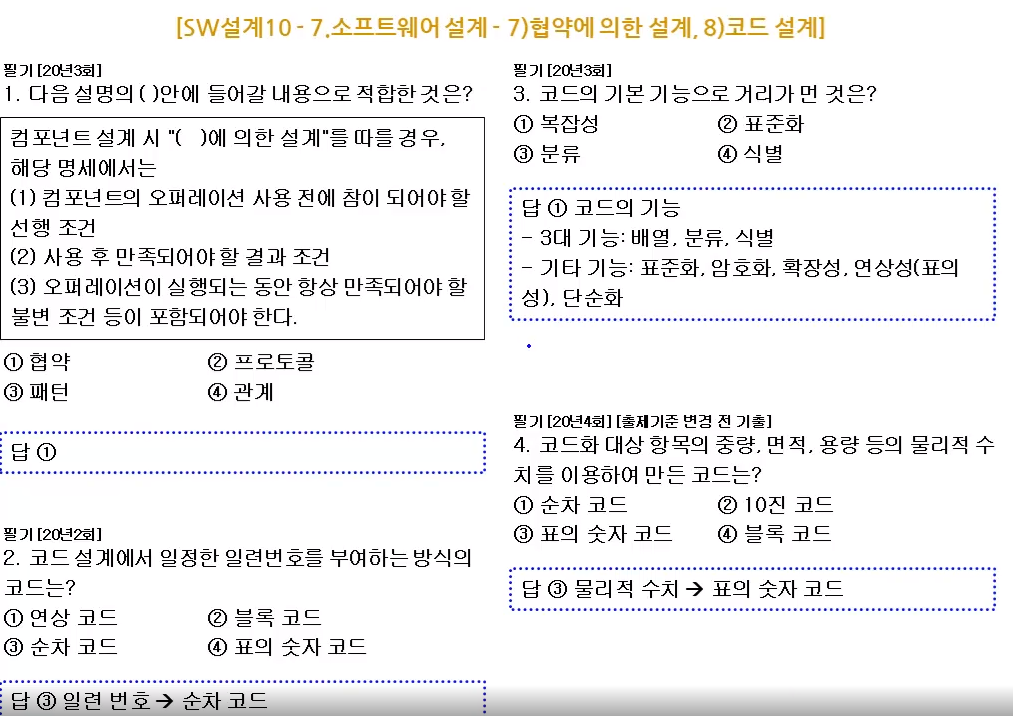 [SW설계10 - 7.소프트웨어 설계 - 7)협약에 의한 설계, 8)코드 설계]
필기 [20년3회]
1. 다음 설명의 ( )안에 들어갈 내용으로 적합한 것은?
컴포넌트 설계 시 "( )에 의한 설계"를 따를 경우,
해당 명세에서는
(1) 컴포넌트의 오퍼레이션 사용 전에 참이 되어야 할
선행 조건
(2) 사용 후 만족되어야 할 결과 조건
(3) 오퍼레이션이 실행되는 동안 항상 만족되어야 할
불변 조건 등이 포함되어야 한다.
① 협약 ② 프로토콜
③ 패턴 ④ 관계
답 ①
필기 [20년2회]
2. 코드 설계에서 일정한 일련번호를 부여하는 방식의
코드는?
① 연상 코드 ② 블록 코드
③ 순차 코드 ④ 표의 숫자 코드
답 ③ 일련 번호 → 순차 코드
필기 [20년3회]
3. 코드의 기본 기능으로 거리가 먼 것은?
① 복잡성 ② 표준화
③ 분류 ④ 식별
답 ① 코드의 기능
- 3대 기능: 배열, 분류, 식별
- 기타 기능: 표준화, 암호화, 확장성, 연상성(표의
성), 단순화
필기 [20년4회] [출제기준 변경 전 기출]
4. 코드화 대상 항목의 중량, 면적, 용량 등의 물리적 수
치를 이용하여 만든 코드는?
① 순차 코드 ② 10진 코드
③ 표의 숫자 코드 ④ 블록 코드
답 ③ 물리적 수치 → 표의 숫자 코드